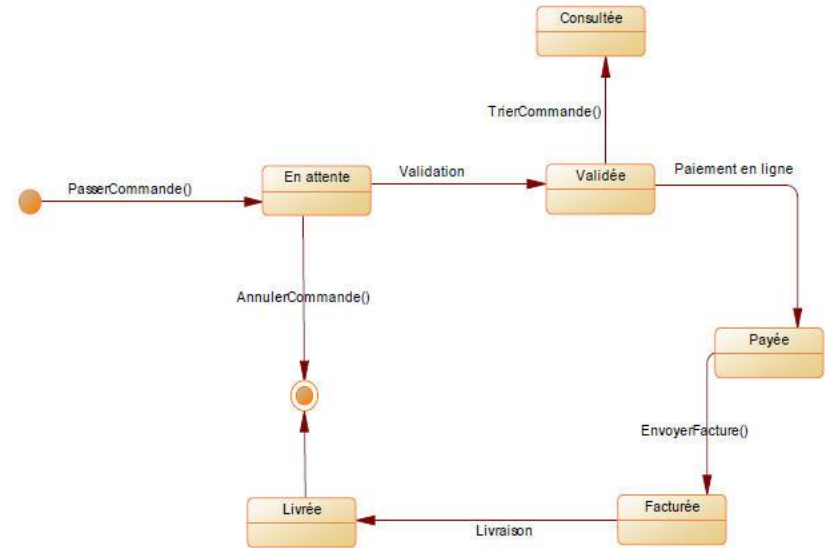 Consultée
TrierCommande()
En attente
Validation
Validée
Paiement en ligne
PasserCommande()
AnnulerCommande()
Payée
EnvoyerFacture()
Livrée
Livraison
Facturée